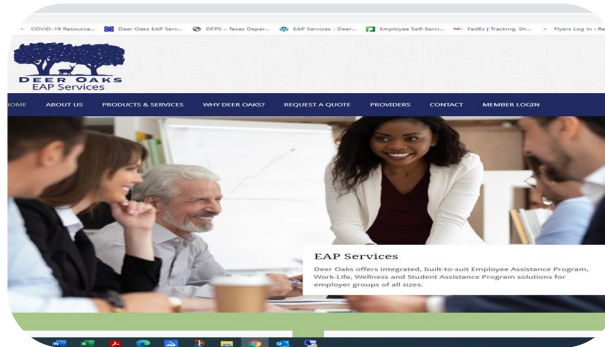 COVID-19 Resource... Deer Oaks EAP Serv... DFPS - Texas Depar... EAP Services - Deer... Employee Self-Servi... FedEx | Tracking, Sh... Flyers Log In ‹
DEER OAKS
EAP Services
HOME ABOUT US PRODUCTS & SERVICES WHY DEER OAKS? REQUEST A QUOTE PROVIDERS CONTACT MEMBER LOGIN
EAP Services
Deer Oaks offers integrated, built-to-suit Employee Assistance Program,
Work-Life, Wellness and Student Assistance Program solutions for
employer groups of all sizes.